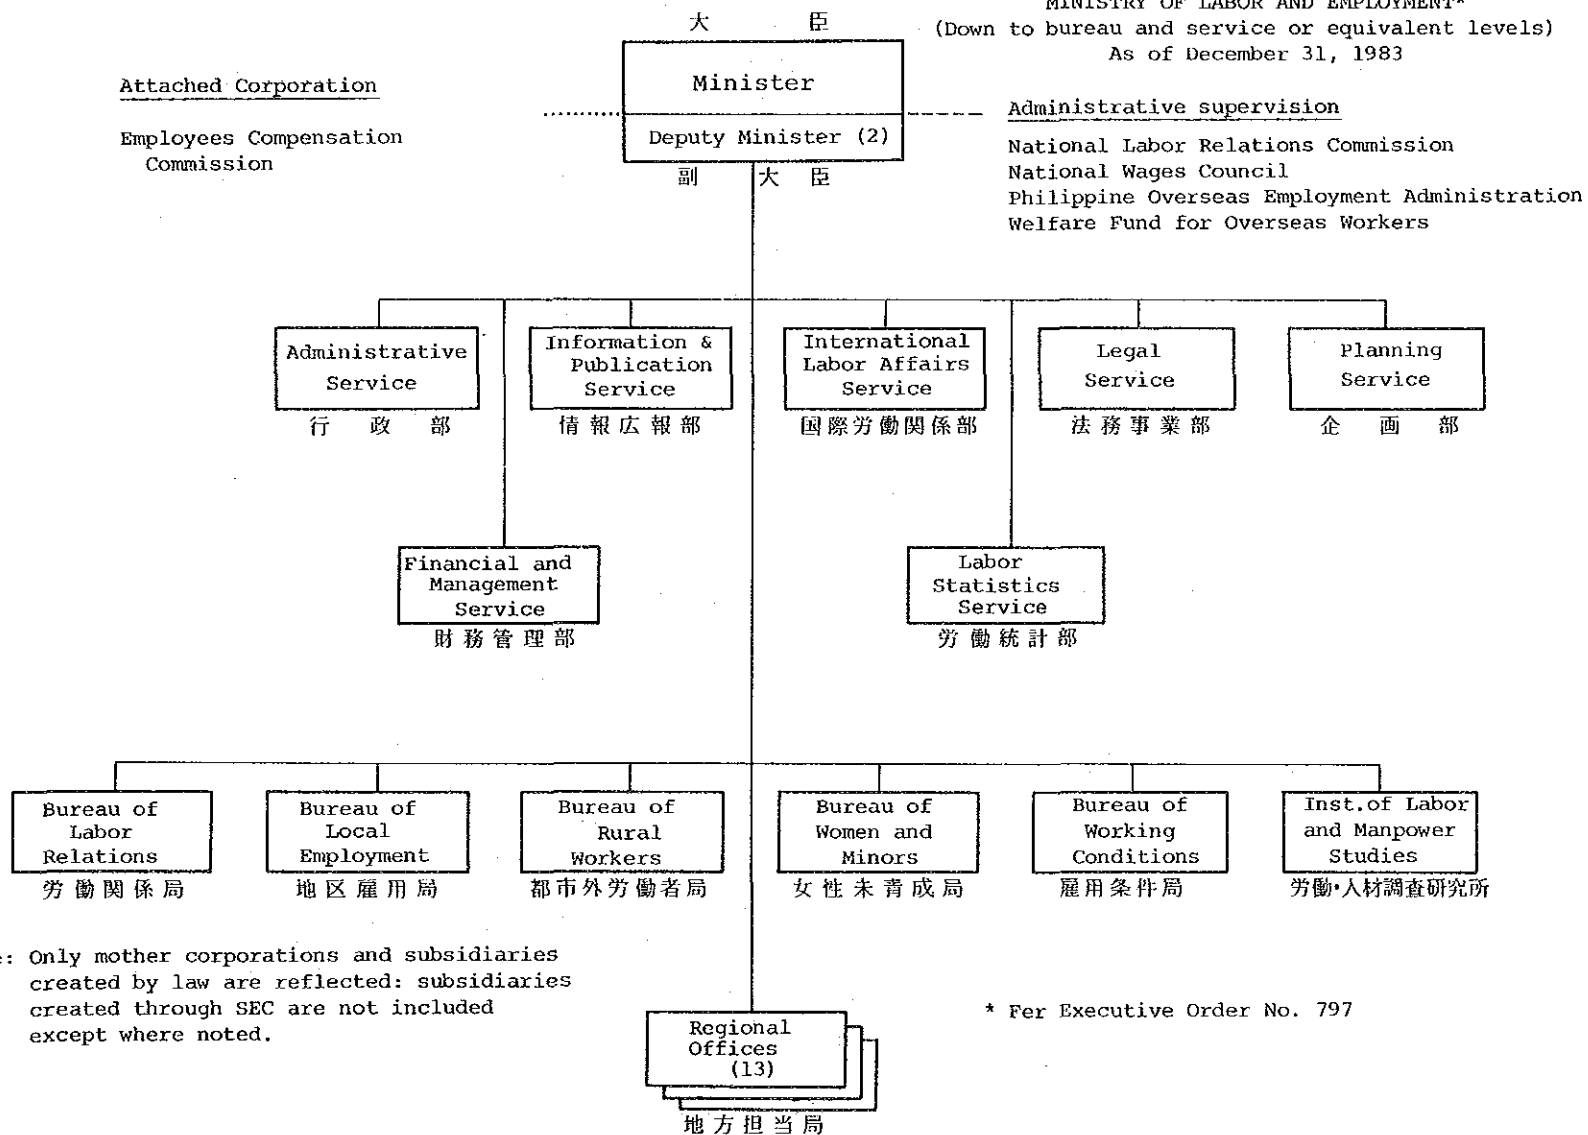 MINISTRY OF LABOR AND EMPLOYMENT*
(Down to bureau and service or equivalent levels)
As of December 31, 1983
大臣
Minister
Deputy Minister (2)
副大臣
Attached Corporation
Employees Compensation
Commission
Administrative supervision
National Labor Relations Commission
National Wages Council
Philippine Overseas Employment Administration
Welfare Fund for Overseas Workers
Administrative
Service
行政部
Information &
Publication
Service
情報広報部
International
Labor Affairs
Service
国際労働関係部
Legal
Service
法務事業部
Planning
Service
企画部
Financial and
Management
Service
財務管理部
Labor
Statistics
Service
労働統計部
Bureau of
Labor
Relations
労働関係局
Bureau of
Local
Employment
地区雇用局
Bureau of
Rural
Workers
都市外労働者局
Bureau of
Women and
Minors
女性未育成局
Bureau of
Working
Conditions
雇用条件局
Inst.of Labor
and Manpower
Studies
労働・人材調査研究所
e: Only mother corporations and subsidiaries
created by law are reflected: subsidiaries
created through SEC are not included
except where noted.
* Per Executive Order No. 797
Regional
Offices
(13)
地方担当局